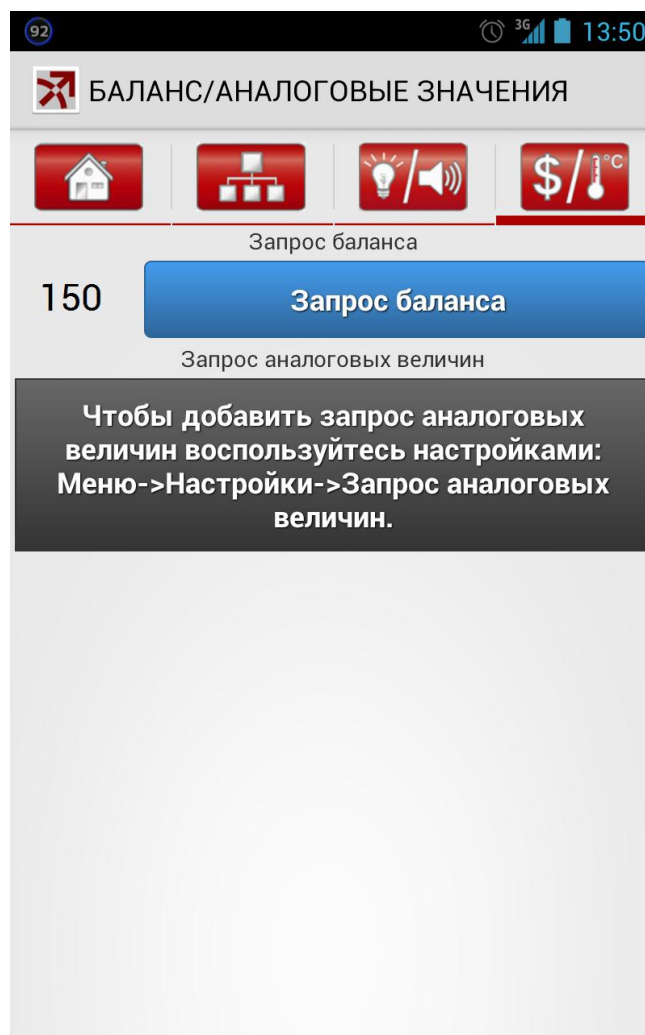 92 3G 13:50
БАЛАНС/АНАЛОГОВЫЕ ЗНАЧЕНИЯ
$/°C
Запрос баланса
150 Запрос баланса
Запрос аналоговых величин
Чтобы добавить запрос аналоговых
величин воспользуйтесь настройками:
Меню->Настройки->Запрос аналоговых
величин.